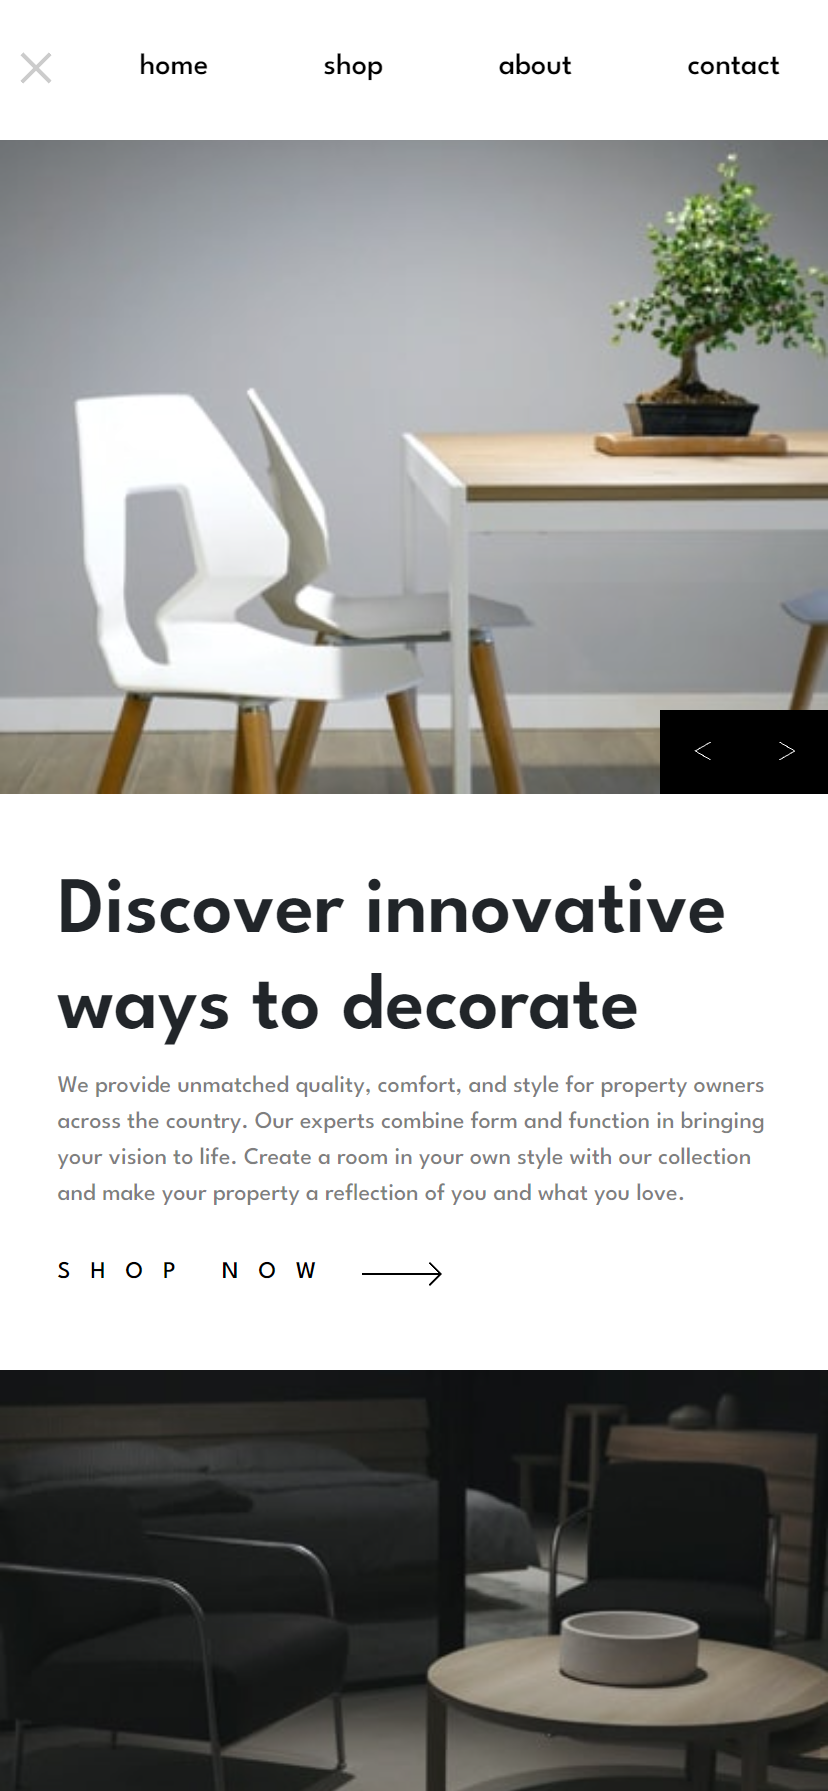 home shop about contact
Discover innovative
ways to decorate
We provide unmatched quality, comfort, and style for property owners
across the country. Our experts combine form and function in bringing
your vision to life. Create a room in your own style with our collection
and make your property a reflection of you and what you love.
SHOP NOW